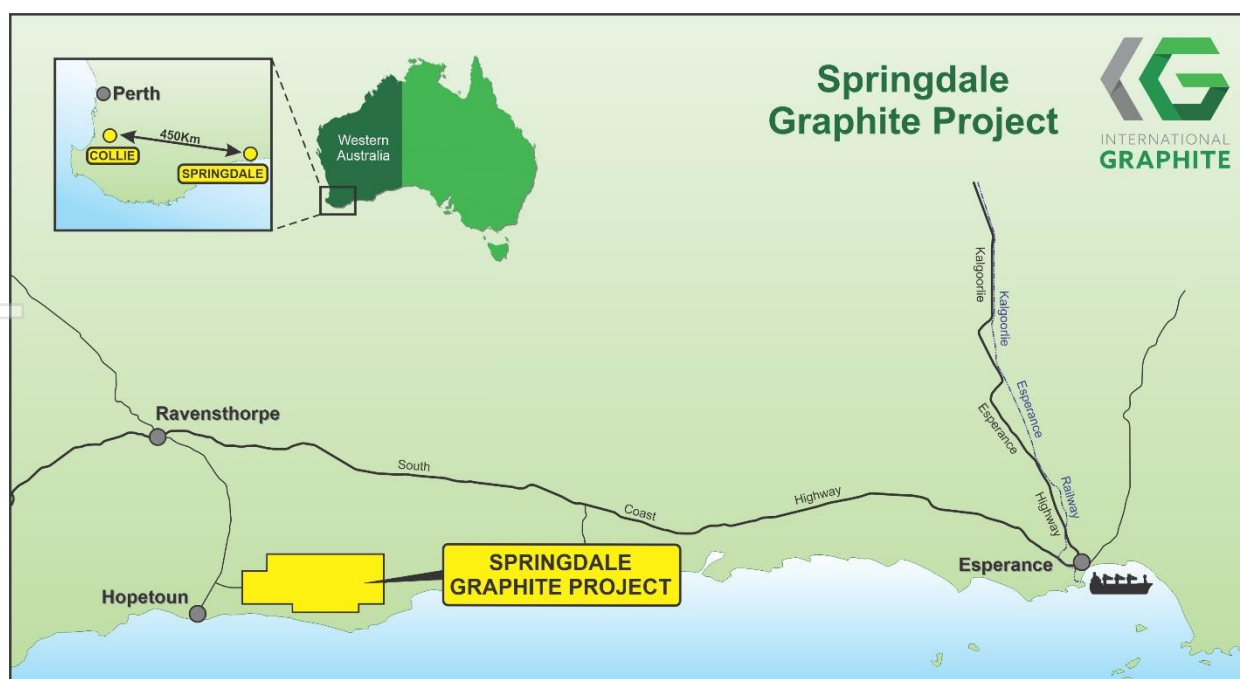 Perth
450Km
COLLIE
SPRINGDALE
Western
Australia
Springdale
Graphite Project
INTERNATIONAL
GRAPHITE
Kalgoorlie
Kalgoorlie
Esperance
Esperance
Railway
Highway
Ravensthorpe
South
Coast
Highway
SPRINGDALE
GRAPHITE PROJECT
Esperance
Hopetoun